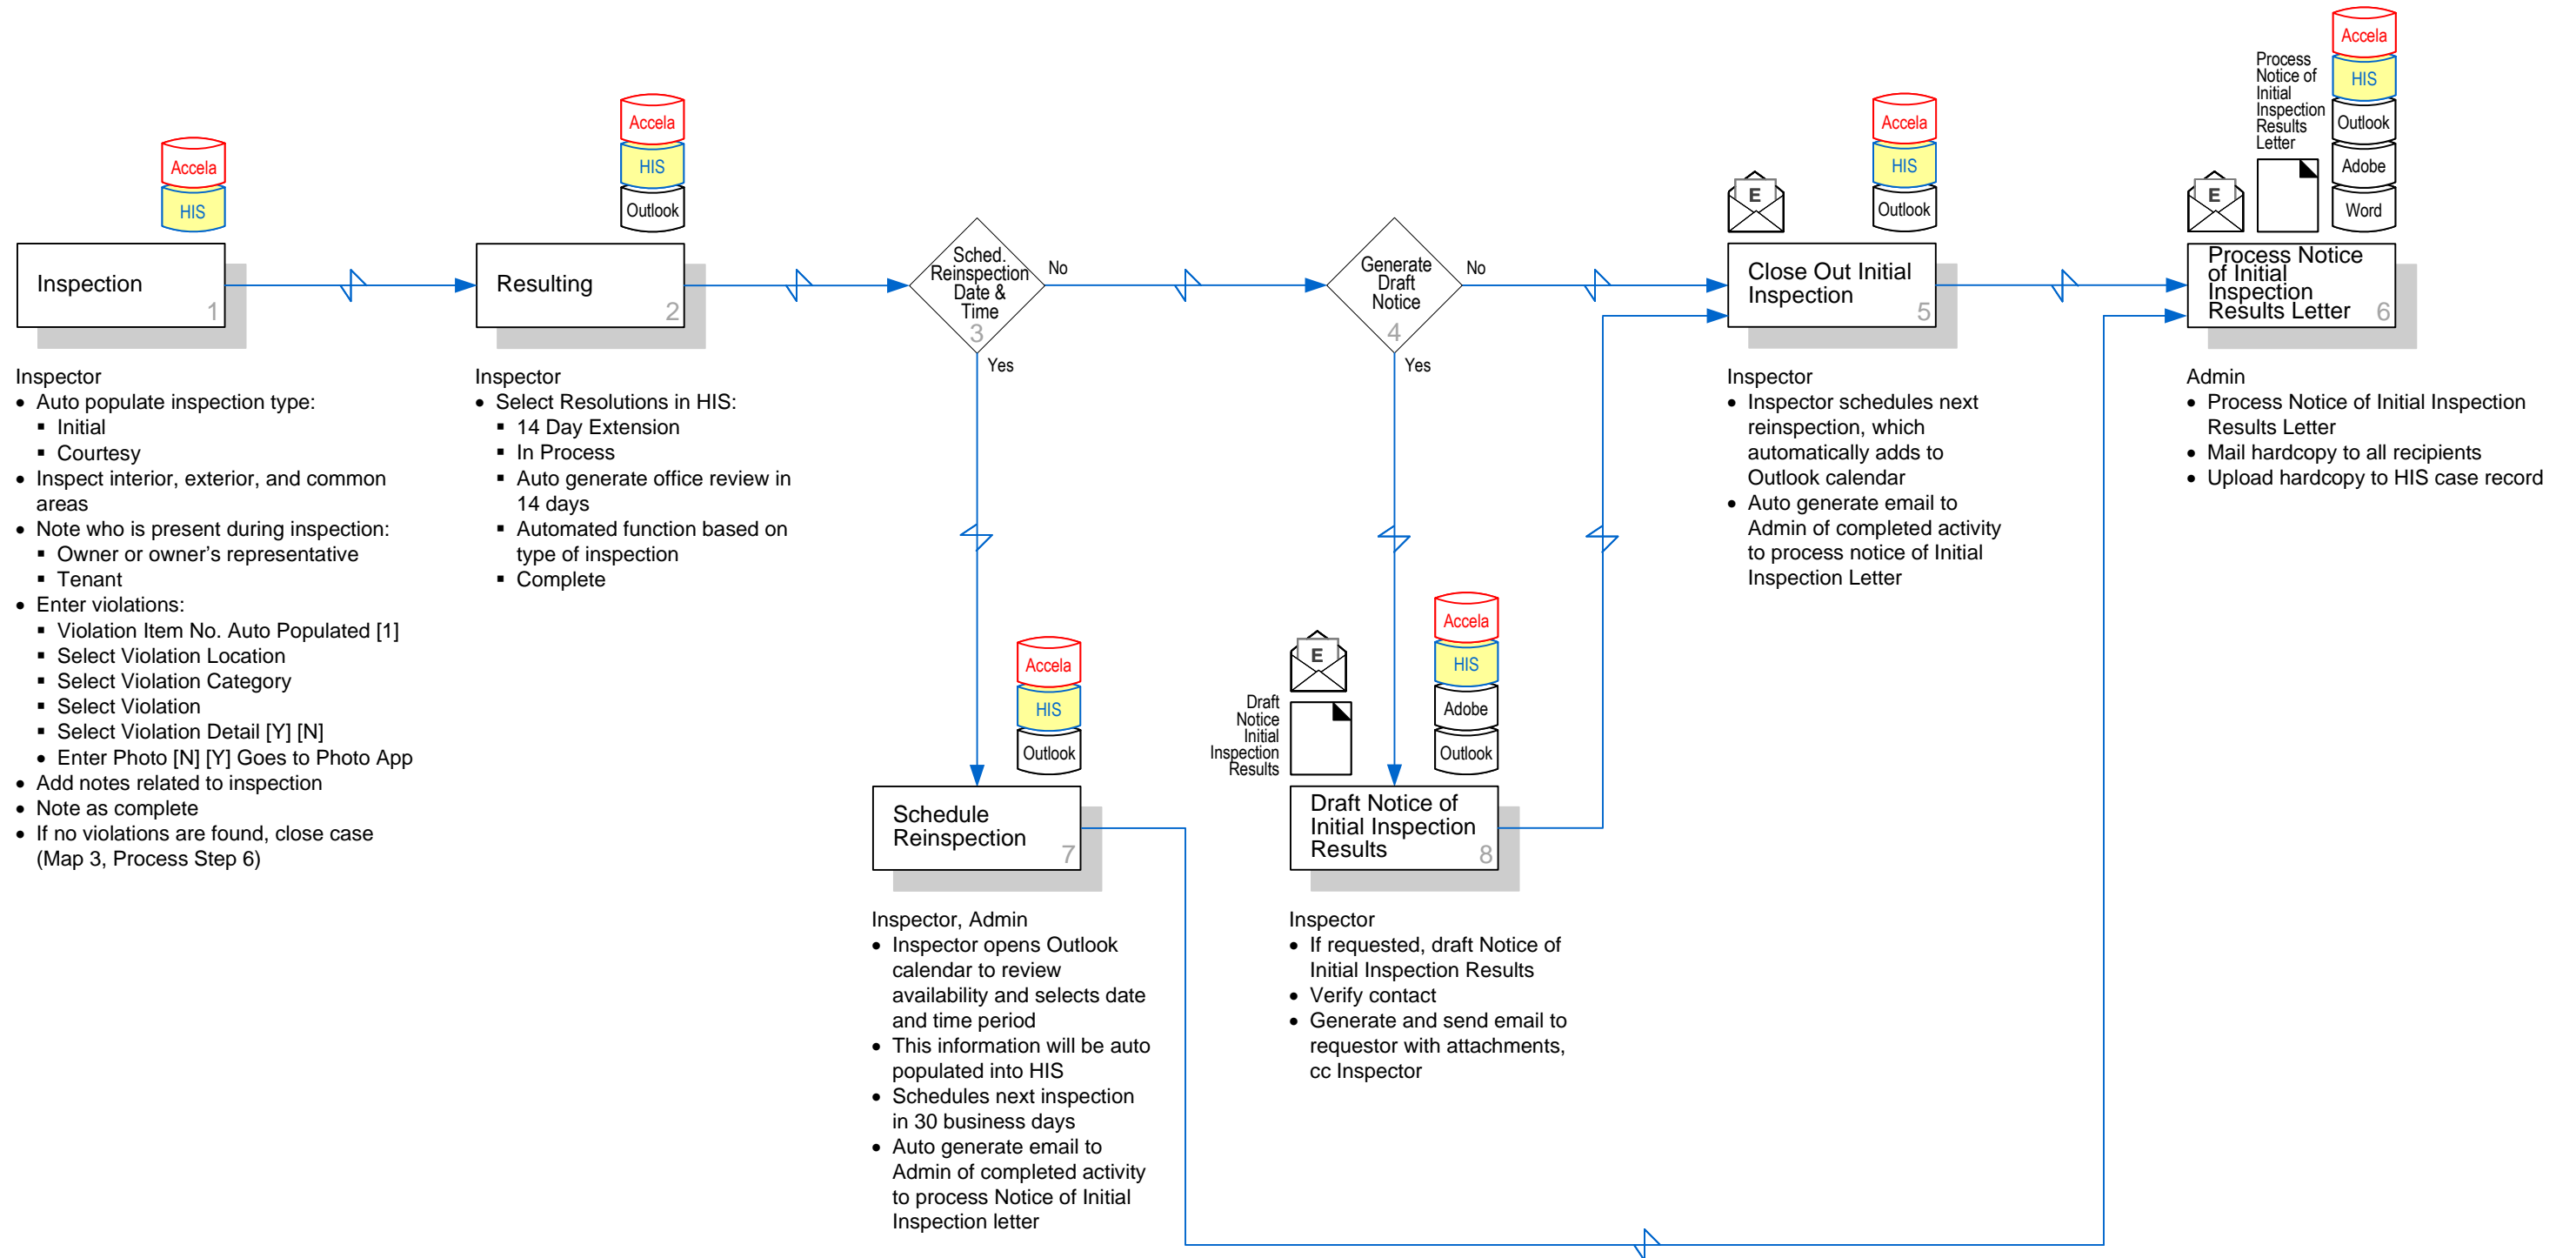 Accela
HIS
Inspection
1
Inspector
• Auto populate inspection type:
▪ Initial
▪ Courtesy
• Inspect interior, exterior, and common
areas
• Note who is present during inspection:
▪ Owner or owner’s representative
▪ Tenant
• Enter violations:
▪ Violation Item No. Auto Populated [1]
▪ Select Violation Location
▪ Select Violation Category
▪ Select Violation
▪ Select Violation Detail [Y] [N]
• Enter Photo [N] [Y] Goes to Photo App
• Add notes related to inspection
• Note as complete
• If no violations are found, close case
(Map 3, Process Step 6)
Accela
HIS
Outlook
Resulting
2
Inspector
• Select Resolutions in HIS:
▪ 14 Day Extension
▪ In Process
▪ Auto generate office review in
14 days
▪ Automated function based on
type of inspection
▪ Complete
Sched.
Reinspection
Date &
Time
3
No
Yes
Generate
Draft
Notice
4
No
Yes
E
Accela
HIS
Outlook
Close Out Initial
Inspection
5
Inspector
• Inspector schedules next
reinspection, which
automatically adds to
Outlook calendar
• Auto generate email to
Admin of completed activity
to process notice of Initial
Inspection Letter
E
Process
Notice of
Initial
Inspection
Results
Letter
Accela
HIS
Outlook
Adobe
Word
Process Notice
of Initial
Inspection
Results Letter
6
Admin
• Process Notice of Initial Inspection
Results Letter
• Mail hardcopy to all recipients
• Upload hardcopy to HIS case record
Accela
HIS
Outlook
Schedule
Reinspection
7
Inspector, Admin
• Inspector opens Outlook
calendar to review
availability and selects date
and time period
• This information will be auto
populated into HIS
• Schedules next inspection
in 30 business days
• Auto generate email to
Admin of completed activity
to process Notice of Initial
Inspection letter
E
Draft
Notice
Initial
Inspection
Results
Accela
HIS
Adobe
Outlook
Draft Notice of
Initial Inspection
Results
8
Inspector
• If requested, draft Notice of
Initial Inspection Results
• Verify contact
• Generate and send email to
requestor with attachments,
cc Inspector